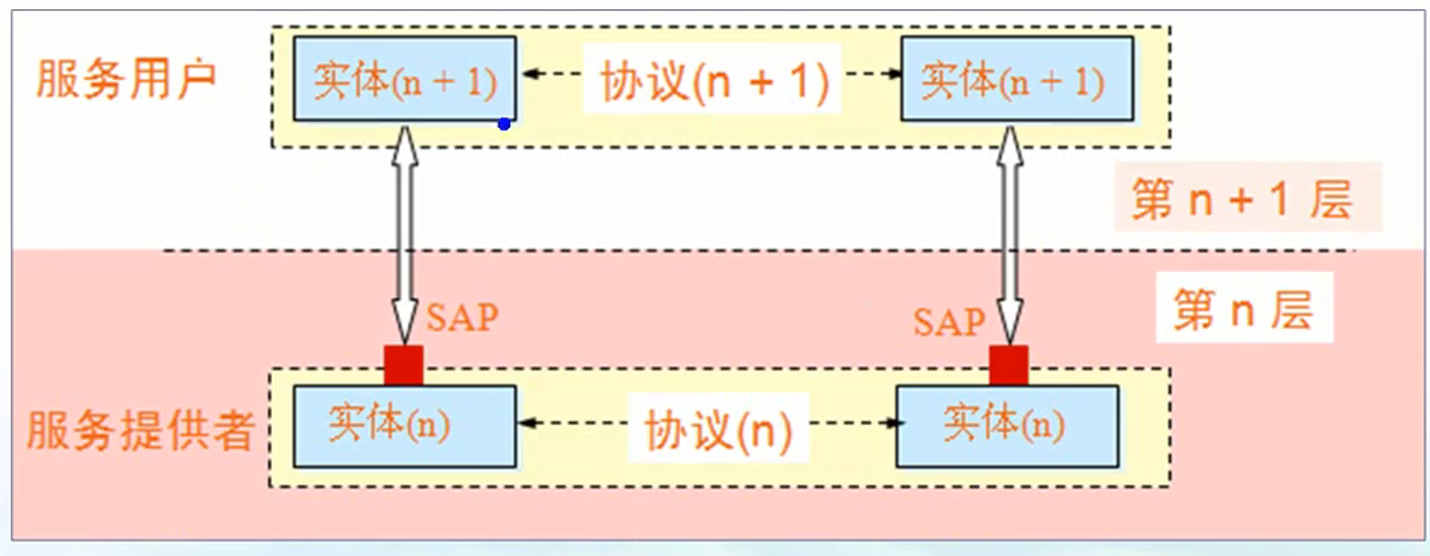 服务用户
实体(n + 1)
协议(n + 1)
实体(n + 1)
第 n + 1 层
第 n 层
SAP
SAP
服务提供者
实体(n)
协议(n)
实体(n)